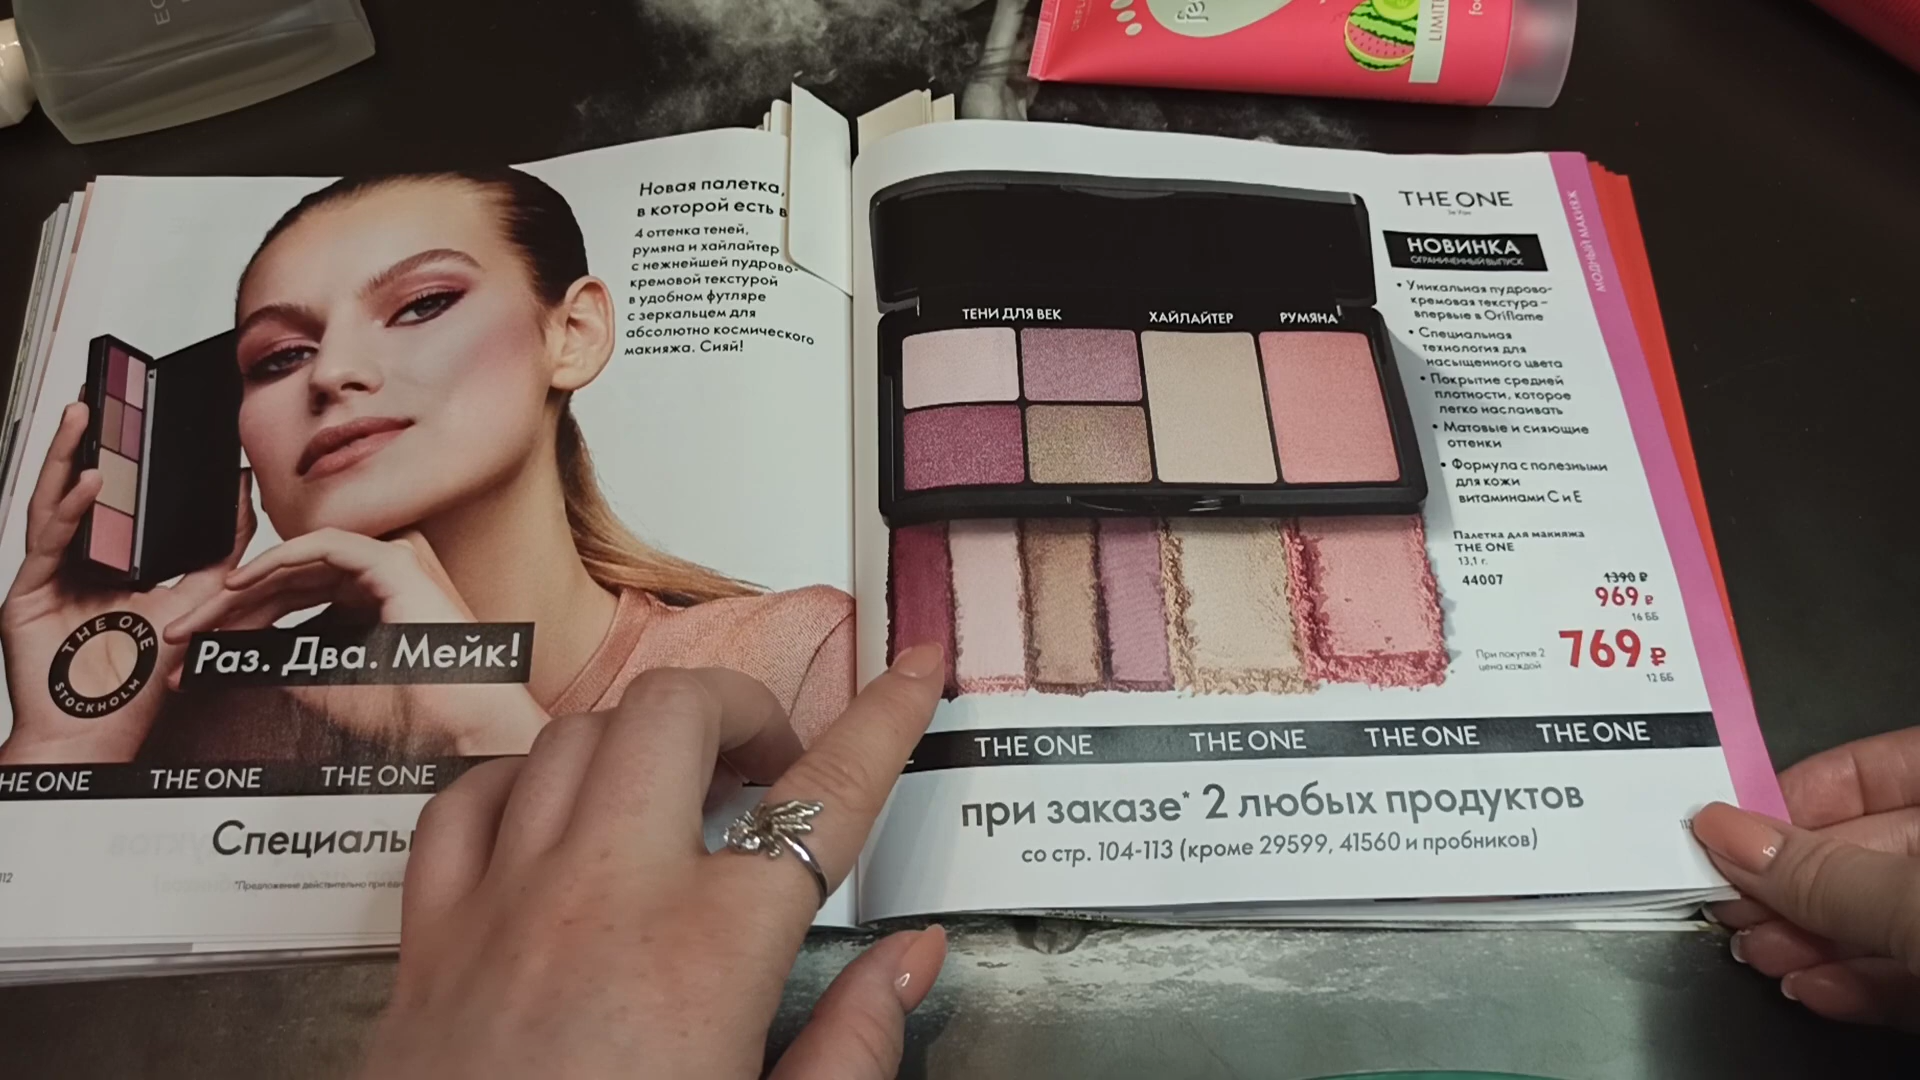 Новая палетка,
в которой есть в
4 оттенка теней,
румяна и хайлайтер
с нежнейшей пудрово-
кремовой текстурой
в удобном футляре
с зеркальцем для
абсолютно космического
макияжа. Сияй!
THE ONE
STOCKHOLM
Раз. Два. Мейк!
HE ONE THE ONE THE ONE
Специаль
112
THE ONE
НОВИНКА
ОГРАНИЧЕННЫЙ ВЫПУСК
МОДНЫЙ МАКИЯЖ
ТЕНИ ДЛЯ ВЕК ХАЙЛАЙТЕР РУМЯНА
• Уникальная пудрово-
кремовая текстура –
впервые в Oriflame
• Специальная
технология для
насыщенного цвета
• Покрытие средней
плотности, которое
легко наслаивать
• Матовые и сияющие
оттенки
• Формула с полезными
для кожи
витаминами С и Е
Палетка для макияжа
THE ONE
13,1 г.
44007
1390 ₽
969 ₽
16 ББ
При покупке 2
цена каждой
769 ₽
12 ББ
THE ONE THE ONE THE ONE THE ONE
при заказе* 2 любых продуктов
со стр. 104-113 (кроме 29599, 41560 и пробников)
LIMIT